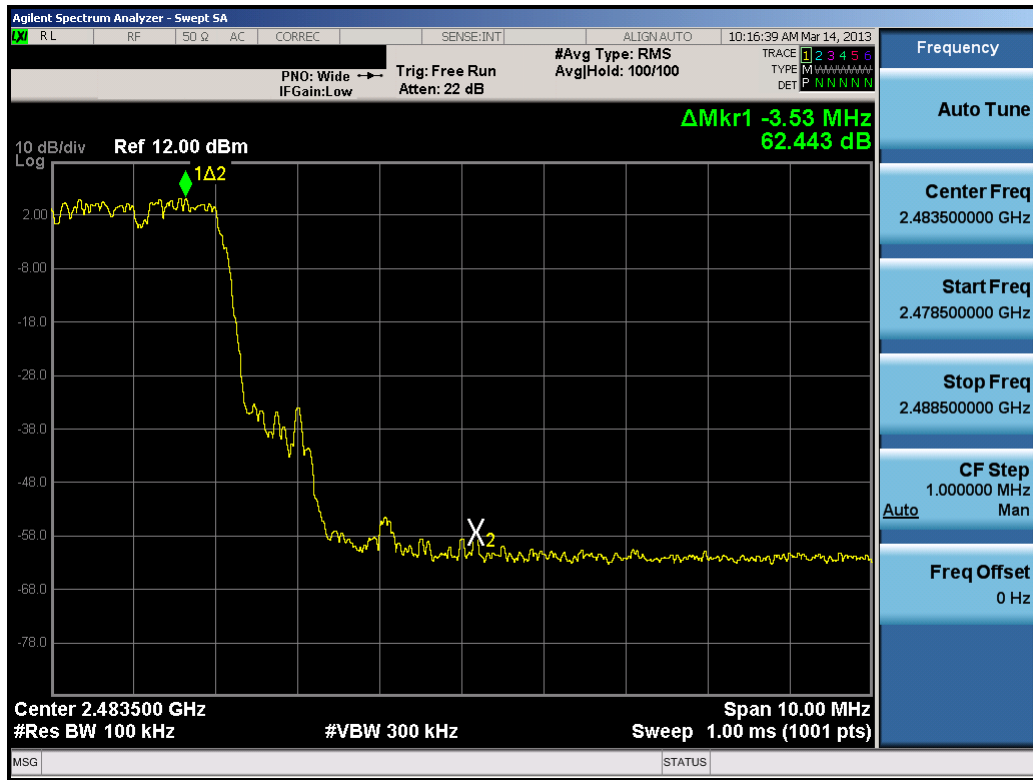 Agilent Spectrum Analyzer - Swept SA
LXI RL RF 50 Ω AC CORREC SENSE:INT ALIGN AUTO 10:16:39 AM Mar 14, 2013
PNO: Wide
IFGain:Low
Trig: Free Run
Atten: 22 dB
#Avg Type: RMS
Avg|Hold: 100/100
TRACE 1 2 3 4 5 6
TYPE M WWWWW
DET P N N N N N
Frequency
ΔMkr1 -3.53 MHz
62.443 dB
10 dB/div Ref 12.00 dBm
Log
1Δ2
2.00
-8.00
-18.0
-28.0
-38.0
-48.0
-58.0
-68.0
-78.0
X2
Center 2.483500 GHz Span 10.00 MHz
#Res BW 100 kHz #VBW 300 kHz Sweep 1.00 ms (1001 pts)
MSG STATUS
Auto Tune
Center Freq
2.483500000 GHz
Start Freq
2.478500000 GHz
Stop Freq
2.488500000 GHz
CF Step
1.000000 MHz
Auto Man
Freq Offset
0 Hz